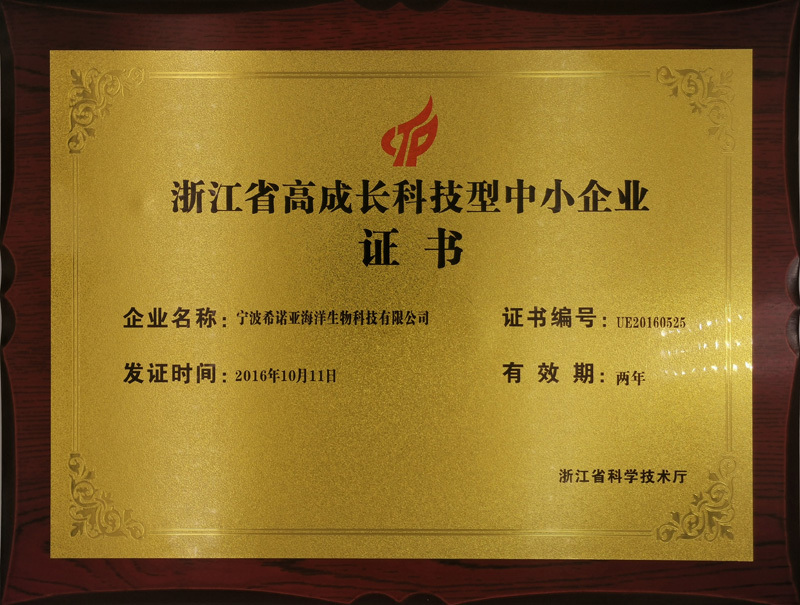 CTP
浙江省高成长科技型中小企业
证书
企业名称：宁波希诺亚海洋生物科技有限公司 证书编号：UE20160525
发证时间：2016年10月11日 有效期：两年
浙江省科学技术厅